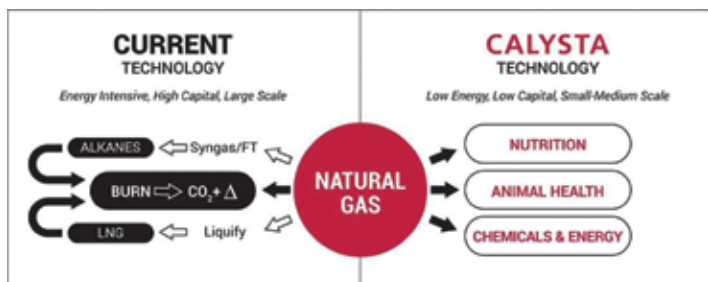 CURRENT
TECHNOLOGY
Energy Intensive, High Capital, Large Scale
ALKANES
Syngas/FT
BURN ⇨ CO₂+ Δ
LNG
Liquify
NATURAL
GAS
CALYSTA
TECHNOLOGY
Low Energy, Low Capital, Small-Medium Scale
NUTRITION
ANIMAL HEALTH
CHEMICALS & ENERGY